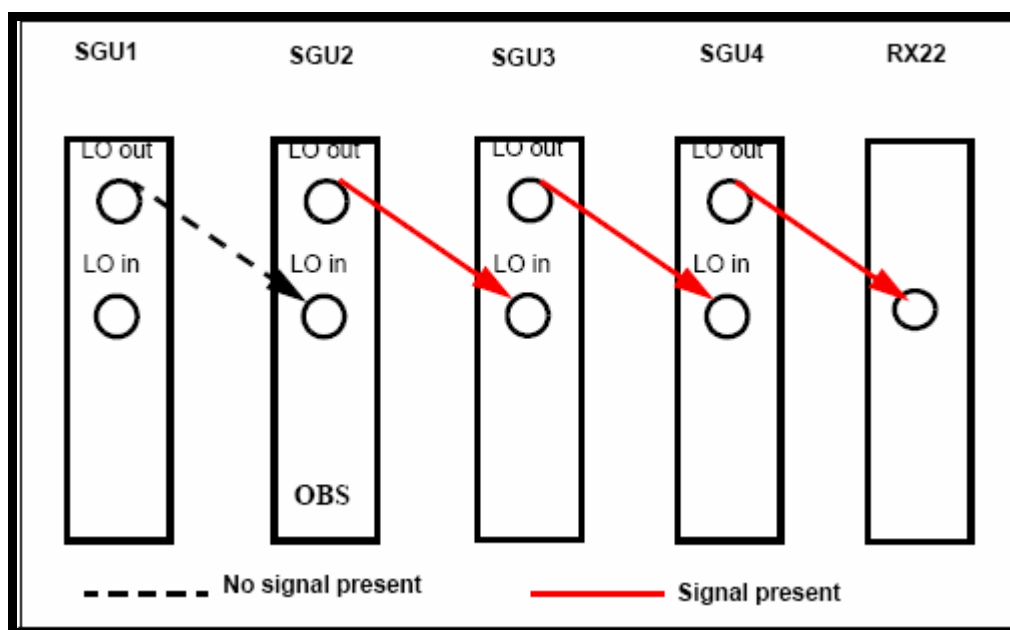 SGU1 SGU2 SGU3 SGU4 RX22
LO out LO out LO out LO out
LO in LO in LO in LO in
OBS
No signal present Signal present